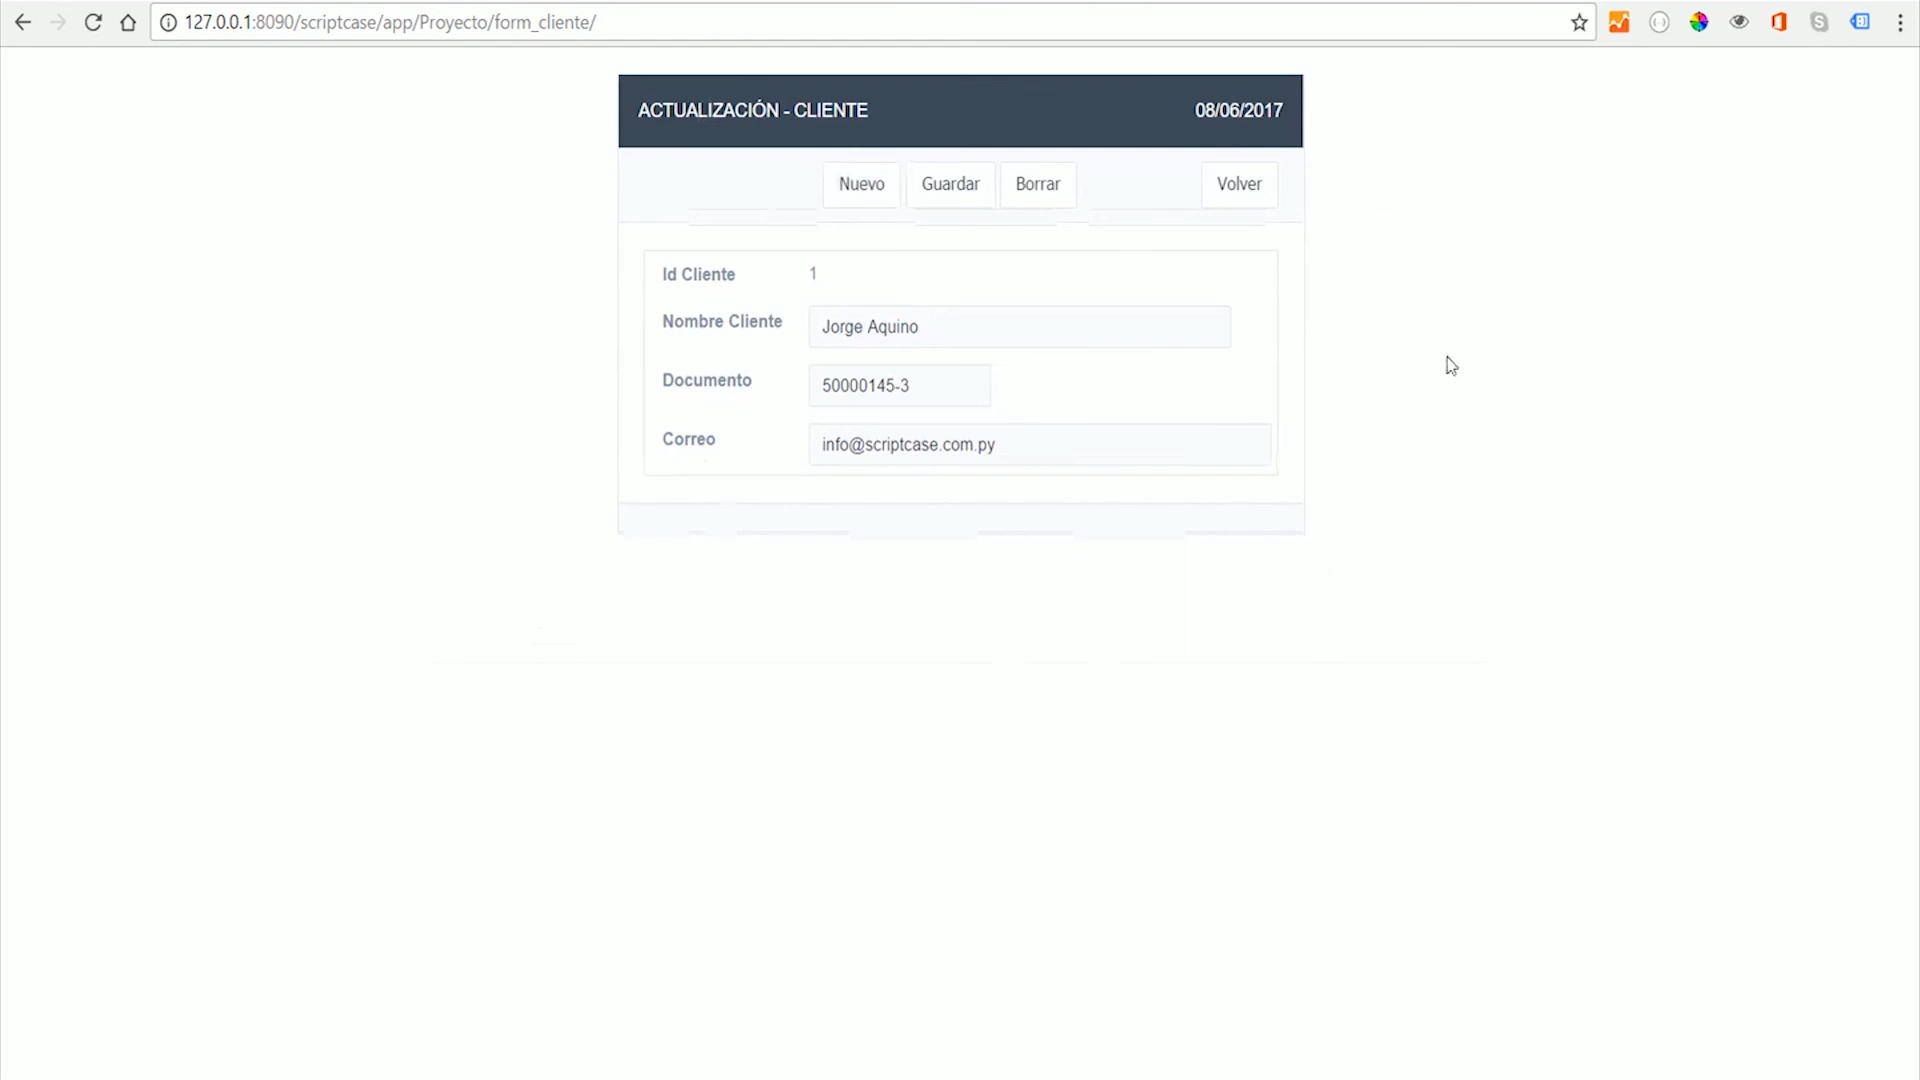 127.0.0.1:8090/scriptcase/app/Proyecto/form_cliente/
ACTUALIZACIÓN - CLIENTE 08/06/2017
Nuevo Guardar Borrar Volver
Id Cliente 1
Nombre Cliente Jorge Aquino
Documento 50000145-3
Correo info@scriptcase.com.py